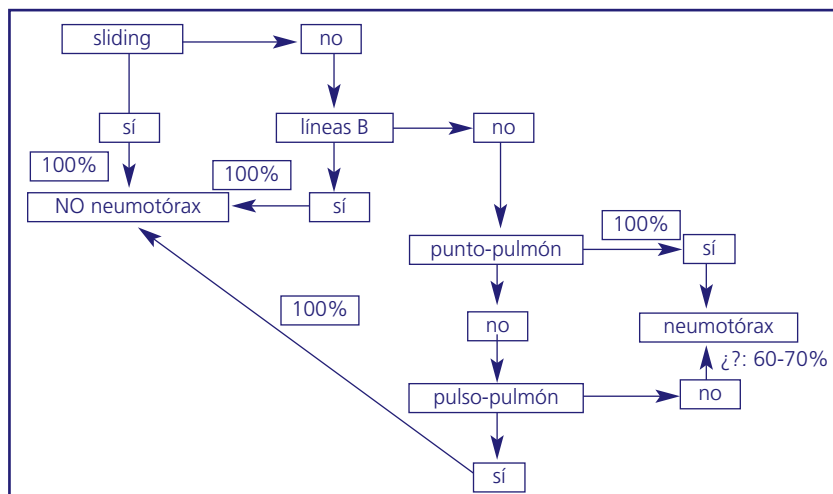 sliding
no
sí
líneas B
no
100%
100%
NO neumotórax
sí
100%
punto-pulmón
sí
100%
no
neumotórax
¿?: 60-70%
pulso-pulmón
no
sí